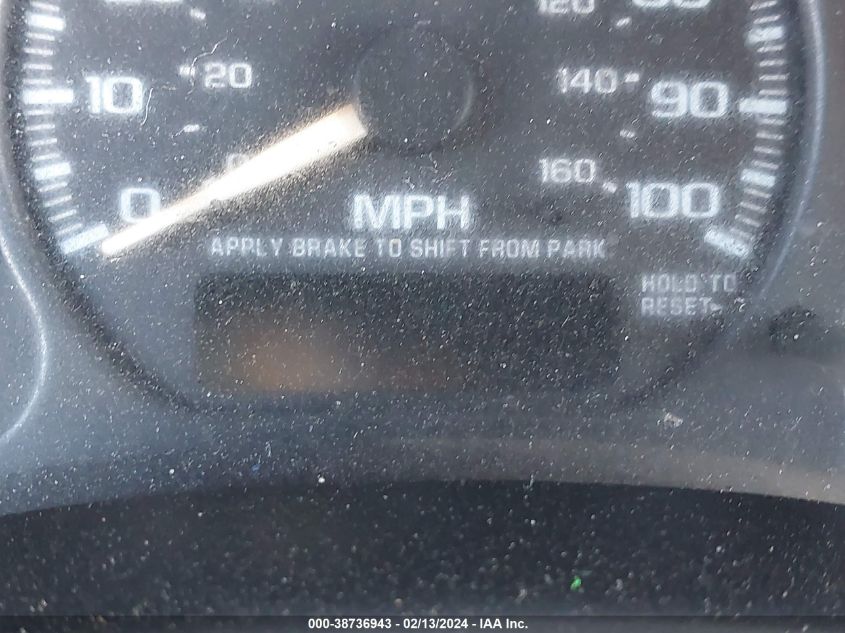 120
10 20 140 90
0 160 100
MPH
APPLY BRAKE TO SHIFT FROM PARK
HOLD TO
RESET
000-38736943 - 02/13/2024 - IAA Inc.